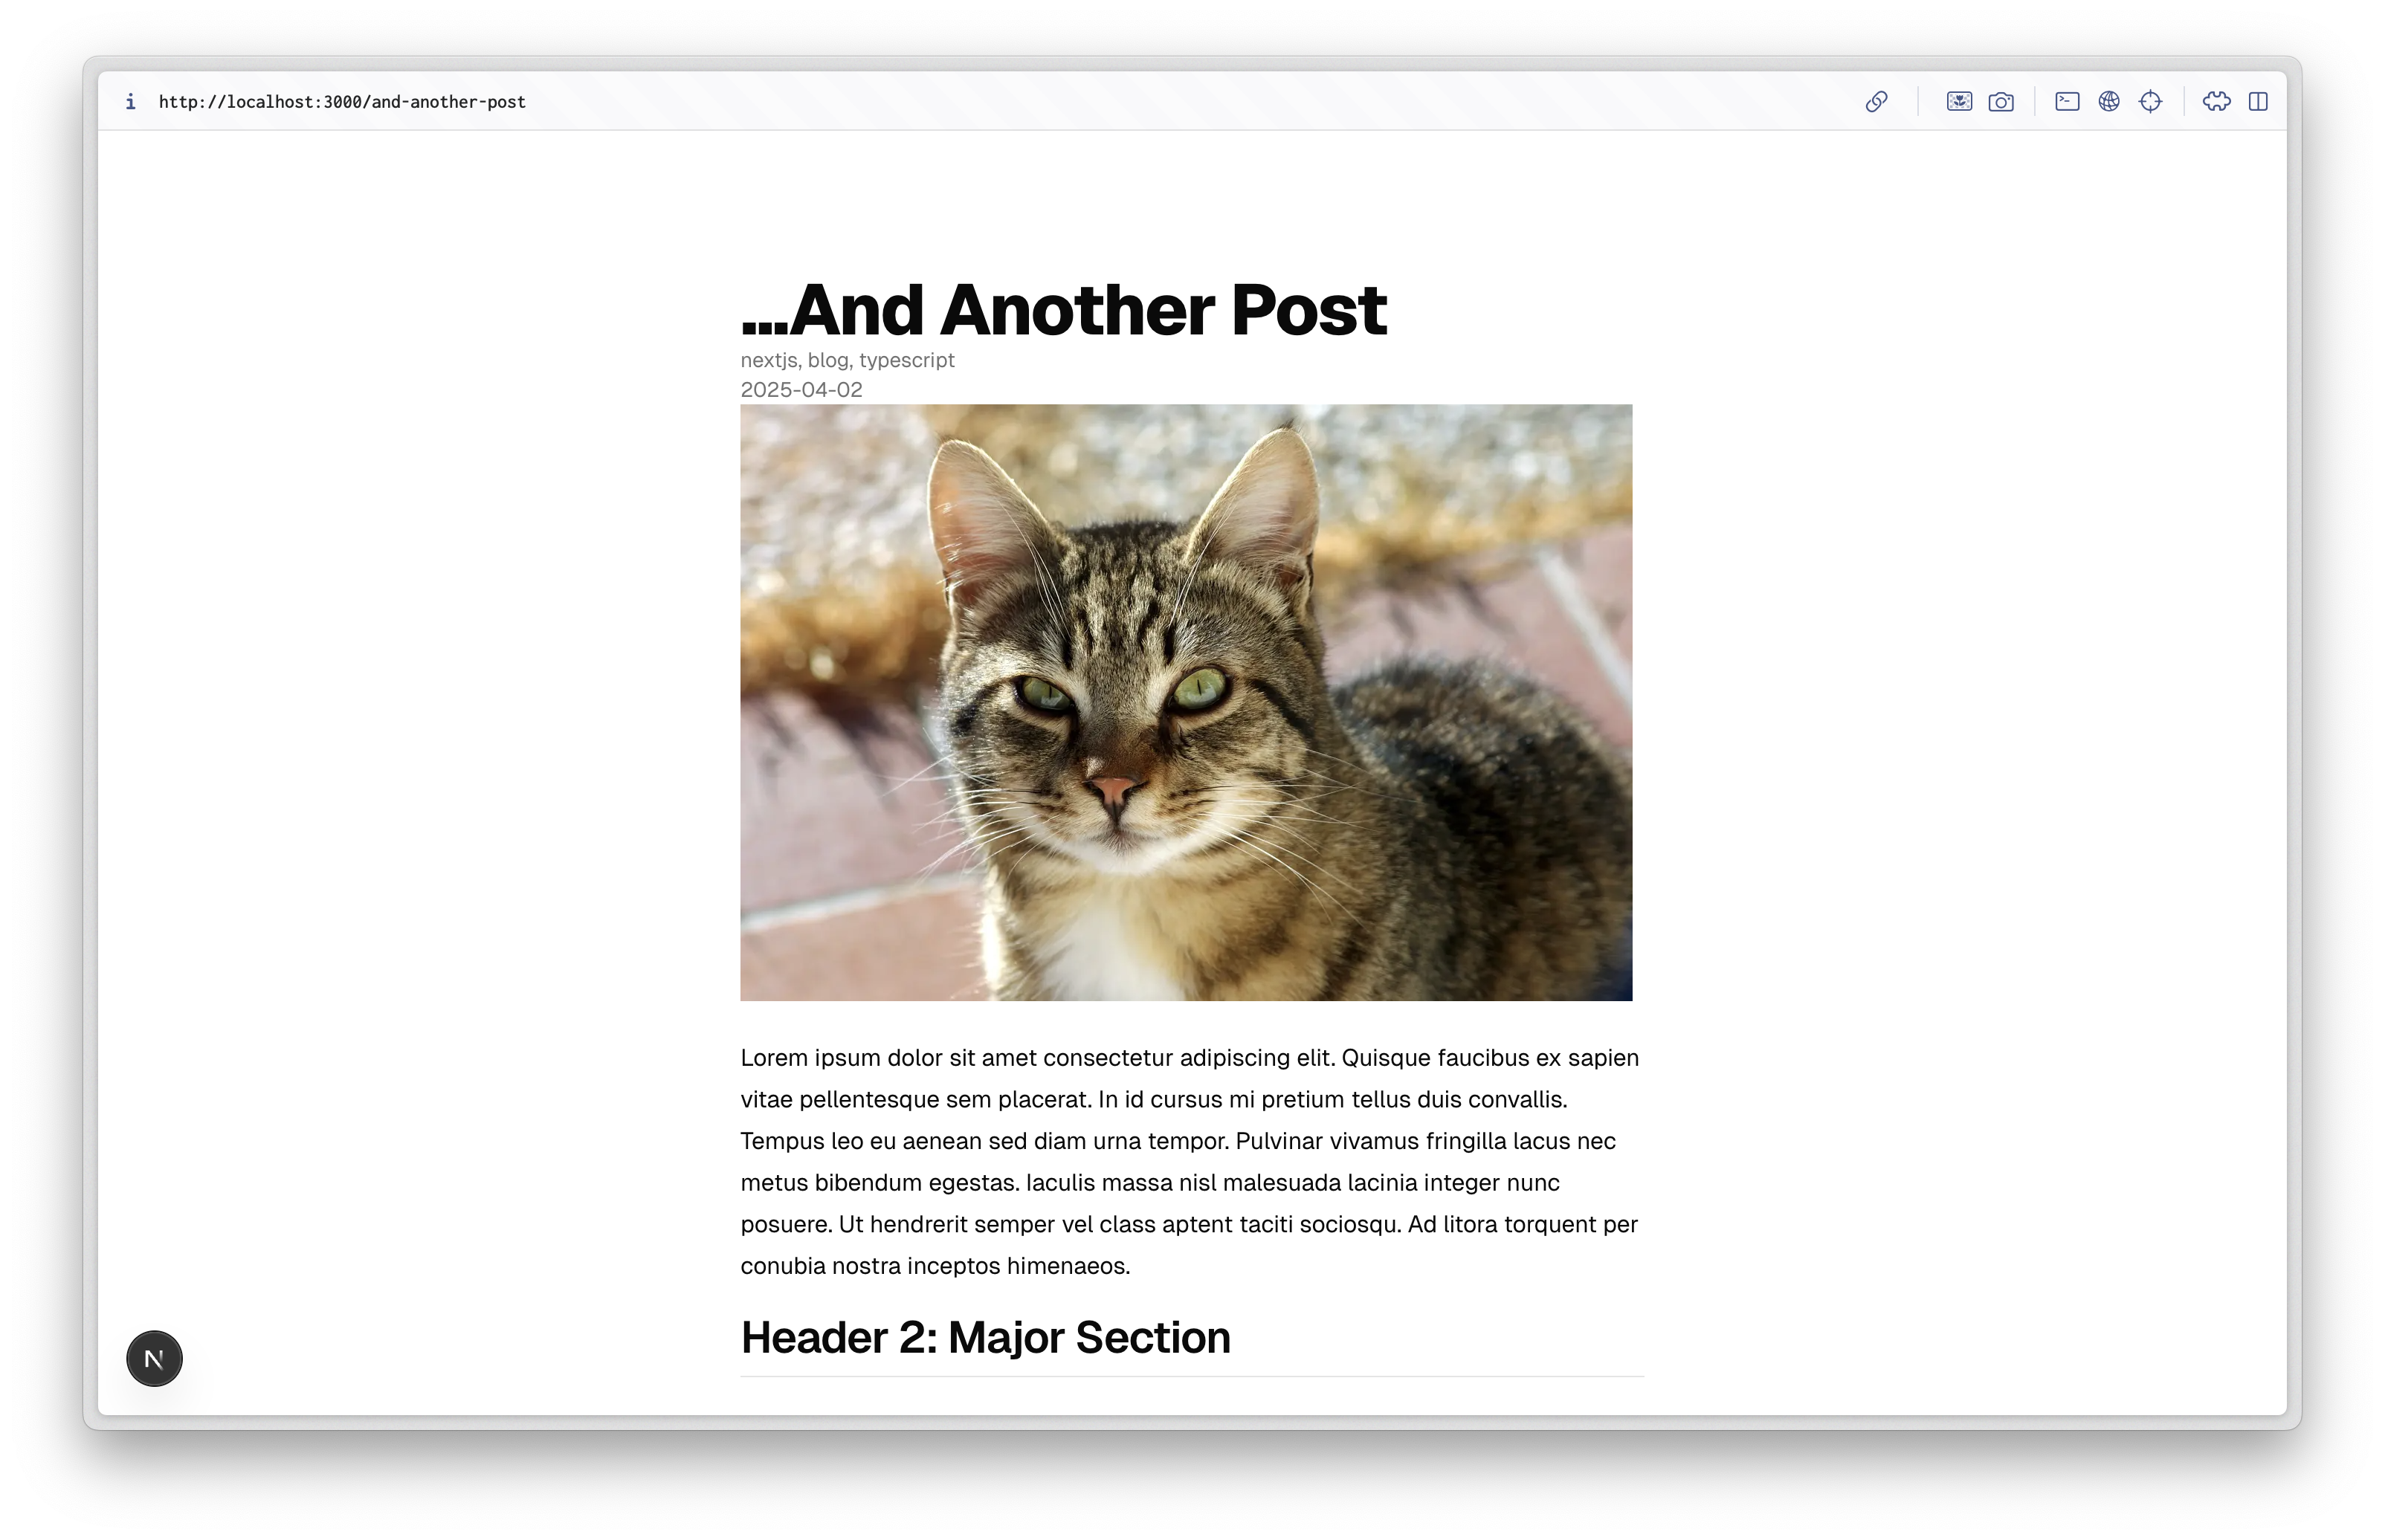 http://localhost:3000/and-another-post
...And Another Post
nextjs, blog, typescript
2025-04-02
Lorem ipsum dolor sit amet consectetur adipiscing elit. Quisque faucibus ex sapien
vitae pellentesque sem placerat. In id cursus mi pretium tellus duis convallis.
Tempus leo eu aenean sed diam urna tempor. Pulvinar vivamus fringilla lacus nec
metus bibendum egestas. Iaculis massa nisl malesuada lacinia integer nunc
posuere. Ut hendrerit semper vel class aptent taciti sociosqu. Ad litora torquent per
conubia nostra inceptos himenaeos.
Header 2: Major Section
N